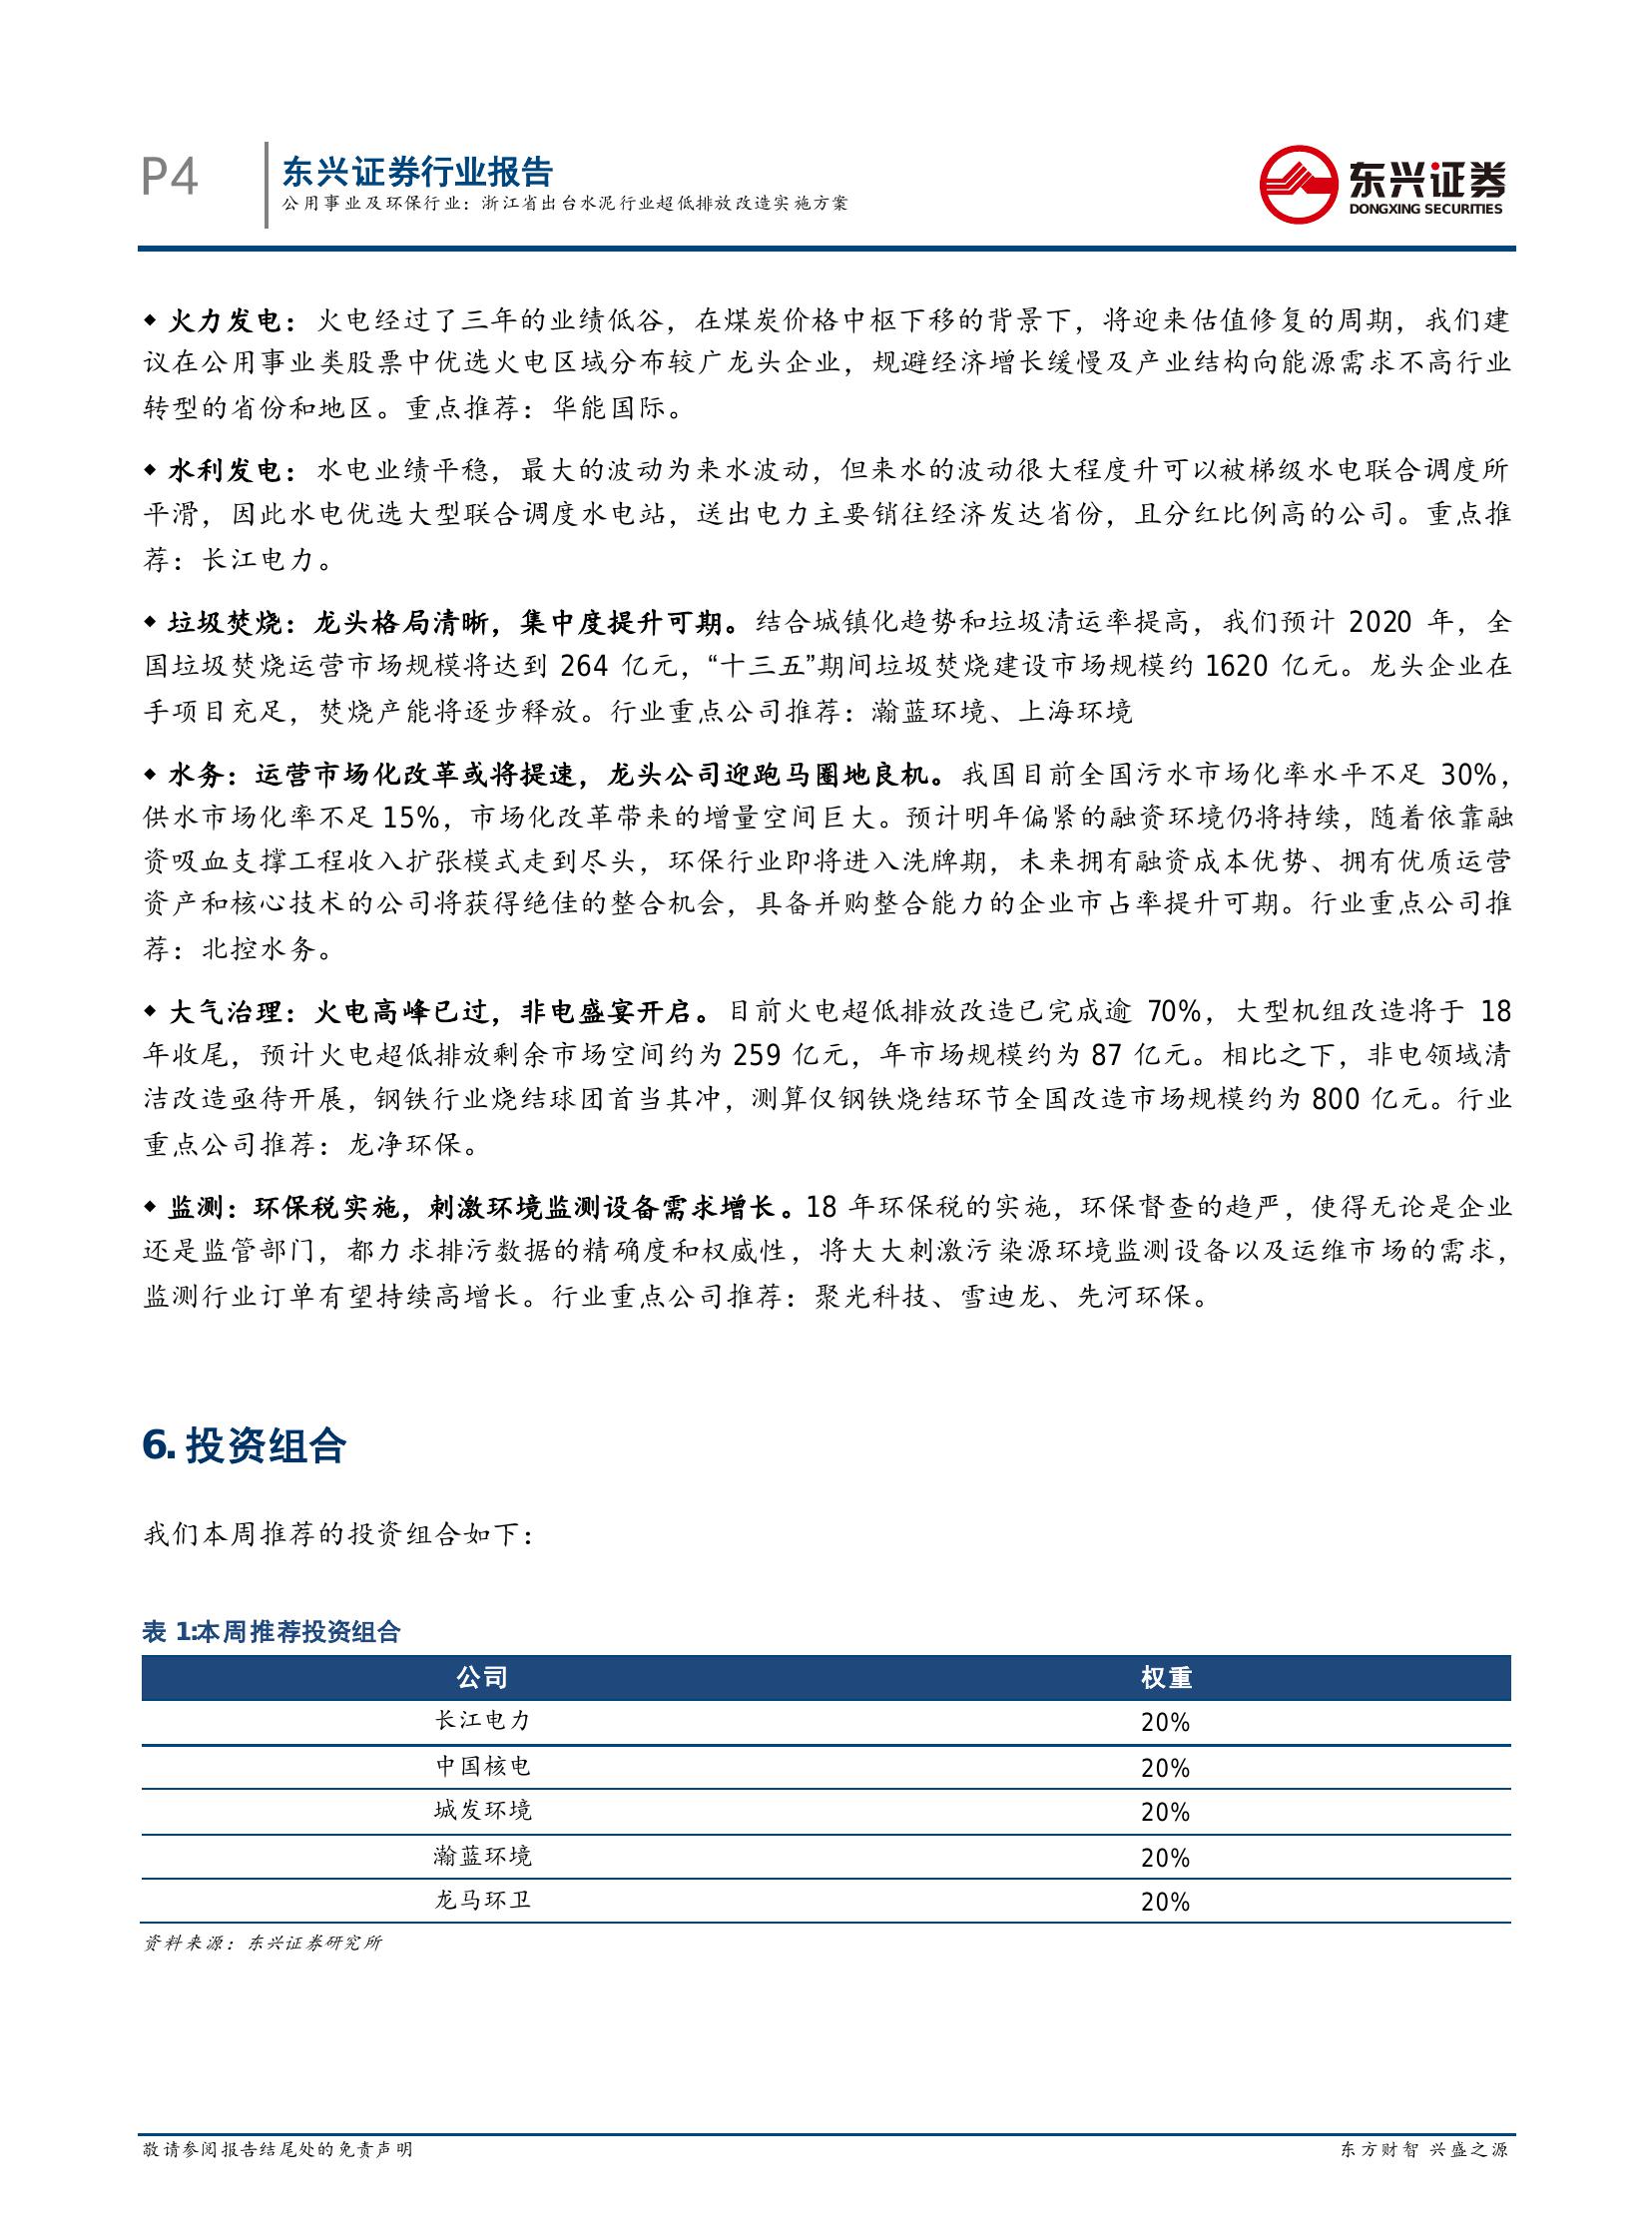 P4
东兴证券行业报告
公用事业及环保行业：浙江省出台水泥行业超低排放改造实施方案
东兴证券
DONGXING SECURITIES
◆ 火力发电：火电经过了三年的业绩低谷，在煤炭价格中枢下移的背景下，将迎来估值修复的周期，我们建
议在公用事业类股票中优选火电区域分布较广龙头企业，规避经济增长缓慢及产业结构向能源需求不高行业
转型的省份和地区。重点推荐：华能国际。
◆ 水利发电：水电业绩平稳，最大的波动为来水波动，但来水的波动很大程度升可以被梯级水电联合调度所
平滑，因此水电优选大型联合调度水电站，送出电力主要销往经济发达省份，且分红比例高的公司。重点推
荐：长江电力。
◆ 垃圾焚烧：龙头格局清晰，集中度提升可期。结合城镇化趋势和垃圾清运率提高，我们预计 2020 年，全
国垃圾焚烧运营市场规模将达到 264 亿元，“十三五”期间垃圾焚烧建设市场规模约 1620 亿元。龙头企业在
手项目充足，焚烧产能将逐步释放。行业重点公司推荐：瀚蓝环境、上海环境
◆ 水务：运营市场化改革或将提速，龙头公司迎跑马圈地良机。我国目前全国污水市场化率水平不足 30%，
供水市场化率不足 15%，市场化改革带来的增量空间巨大。预计明年偏紧的融资环境仍将持续，随着依靠融
资吸血支撑工程收入扩张模式走到尽头，环保行业即将进入洗牌期，未来拥有融资成本优势、拥有优质运营
资产和核心技术的公司将获得绝佳的整合机会，具备并购整合能力的企业市占率提升可期。行业重点公司推
荐：北控水务。
◆ 大气治理：火电高峰已过，非电盛宴开启。目前火电超低排放改造已完成逾 70%，大型机组改造将于 18
年收尾，预计火电超低排放剩余市场空间约为 259 亿元，年市场规模约为 87 亿元。相比之下，非电领域清
洁改造亟待开展，钢铁行业烧结球团首当其冲，测算仅钢铁烧结环节全国改造市场规模约为 800 亿元。行业
重点公司推荐：龙净环保。
◆ 监测：环保税实施，刺激环境监测设备需求增长。18 年环保税的实施，环保督查的趋严，使得无论是企业
还是监管部门，都力求排污数据的精确度和权威性，将大大刺激污染源环境监测设备以及运维市场的需求，
监测行业订单有望持续高增长。行业重点公司推荐：聚光科技、雪迪龙、先河环保。
6. 投资组合
我们本周推荐的投资组合如下：
表 1:本周推荐投资组合
公司 权重
长江电力 20%
中国核电 20%
城发环境 20%
瀚蓝环境 20%
龙马环卫 20%
资料来源：东兴证券研究所
敬请参阅报告结尾处的免责声明 东方财智 兴盛之源